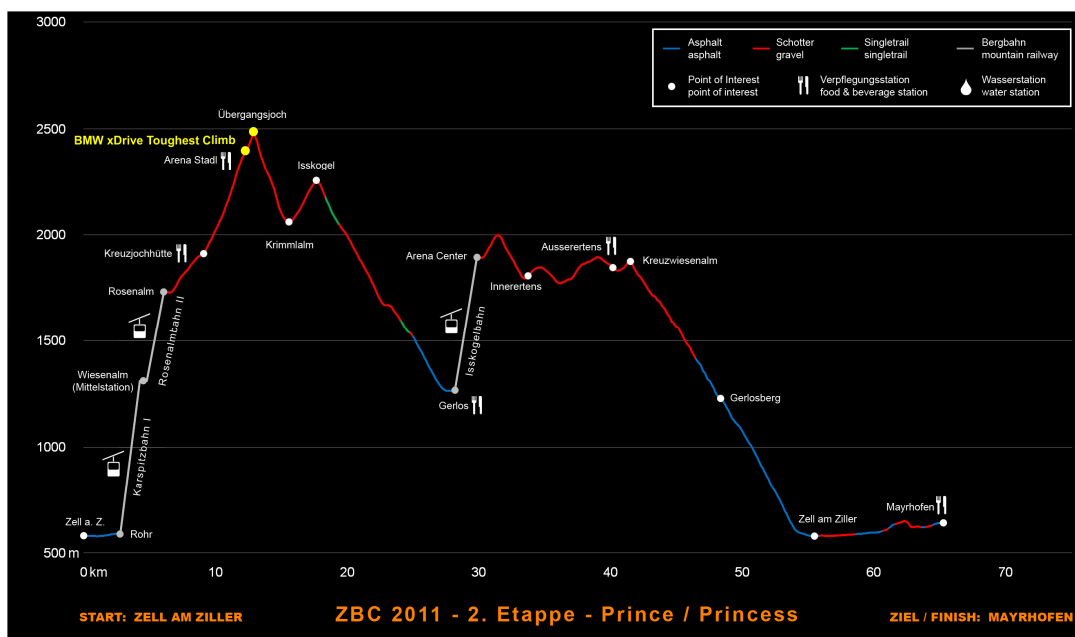 3000
Asphalt
asphalt
Schotter
gravel
Singletrail
singletrail
Bergbahn
mountain railway
Point of Interest
point of interest
Verpflegungsstation
food & beverage station
Wasserstation
water station
Übergangsjoch
2500
BMW xDrive Toughest Climb
Arena Stadl
Isskogel
2000
Kreuzjochhütte
Krimmlalm
Arena Center
Ausserertens
Kreuzwiesenalm
Innerertens
Rosenalm
Rosenalmbahn II
Isskogelbahn
1500
Wiesenalm
(Mittelstation)
Gerlos
Gerlosberg
1000
Karspitzbahn I
Zell a. Z.
Rohr
Zell am Ziller
Mayrhofen
500 m
0 km 10 20 30 40 50 60 70
START: ZELL AM ZILLER
ZBC 2011 - 2. Etappe - Prince / Princess
ZIEL / FINISH: MAYRHOFEN